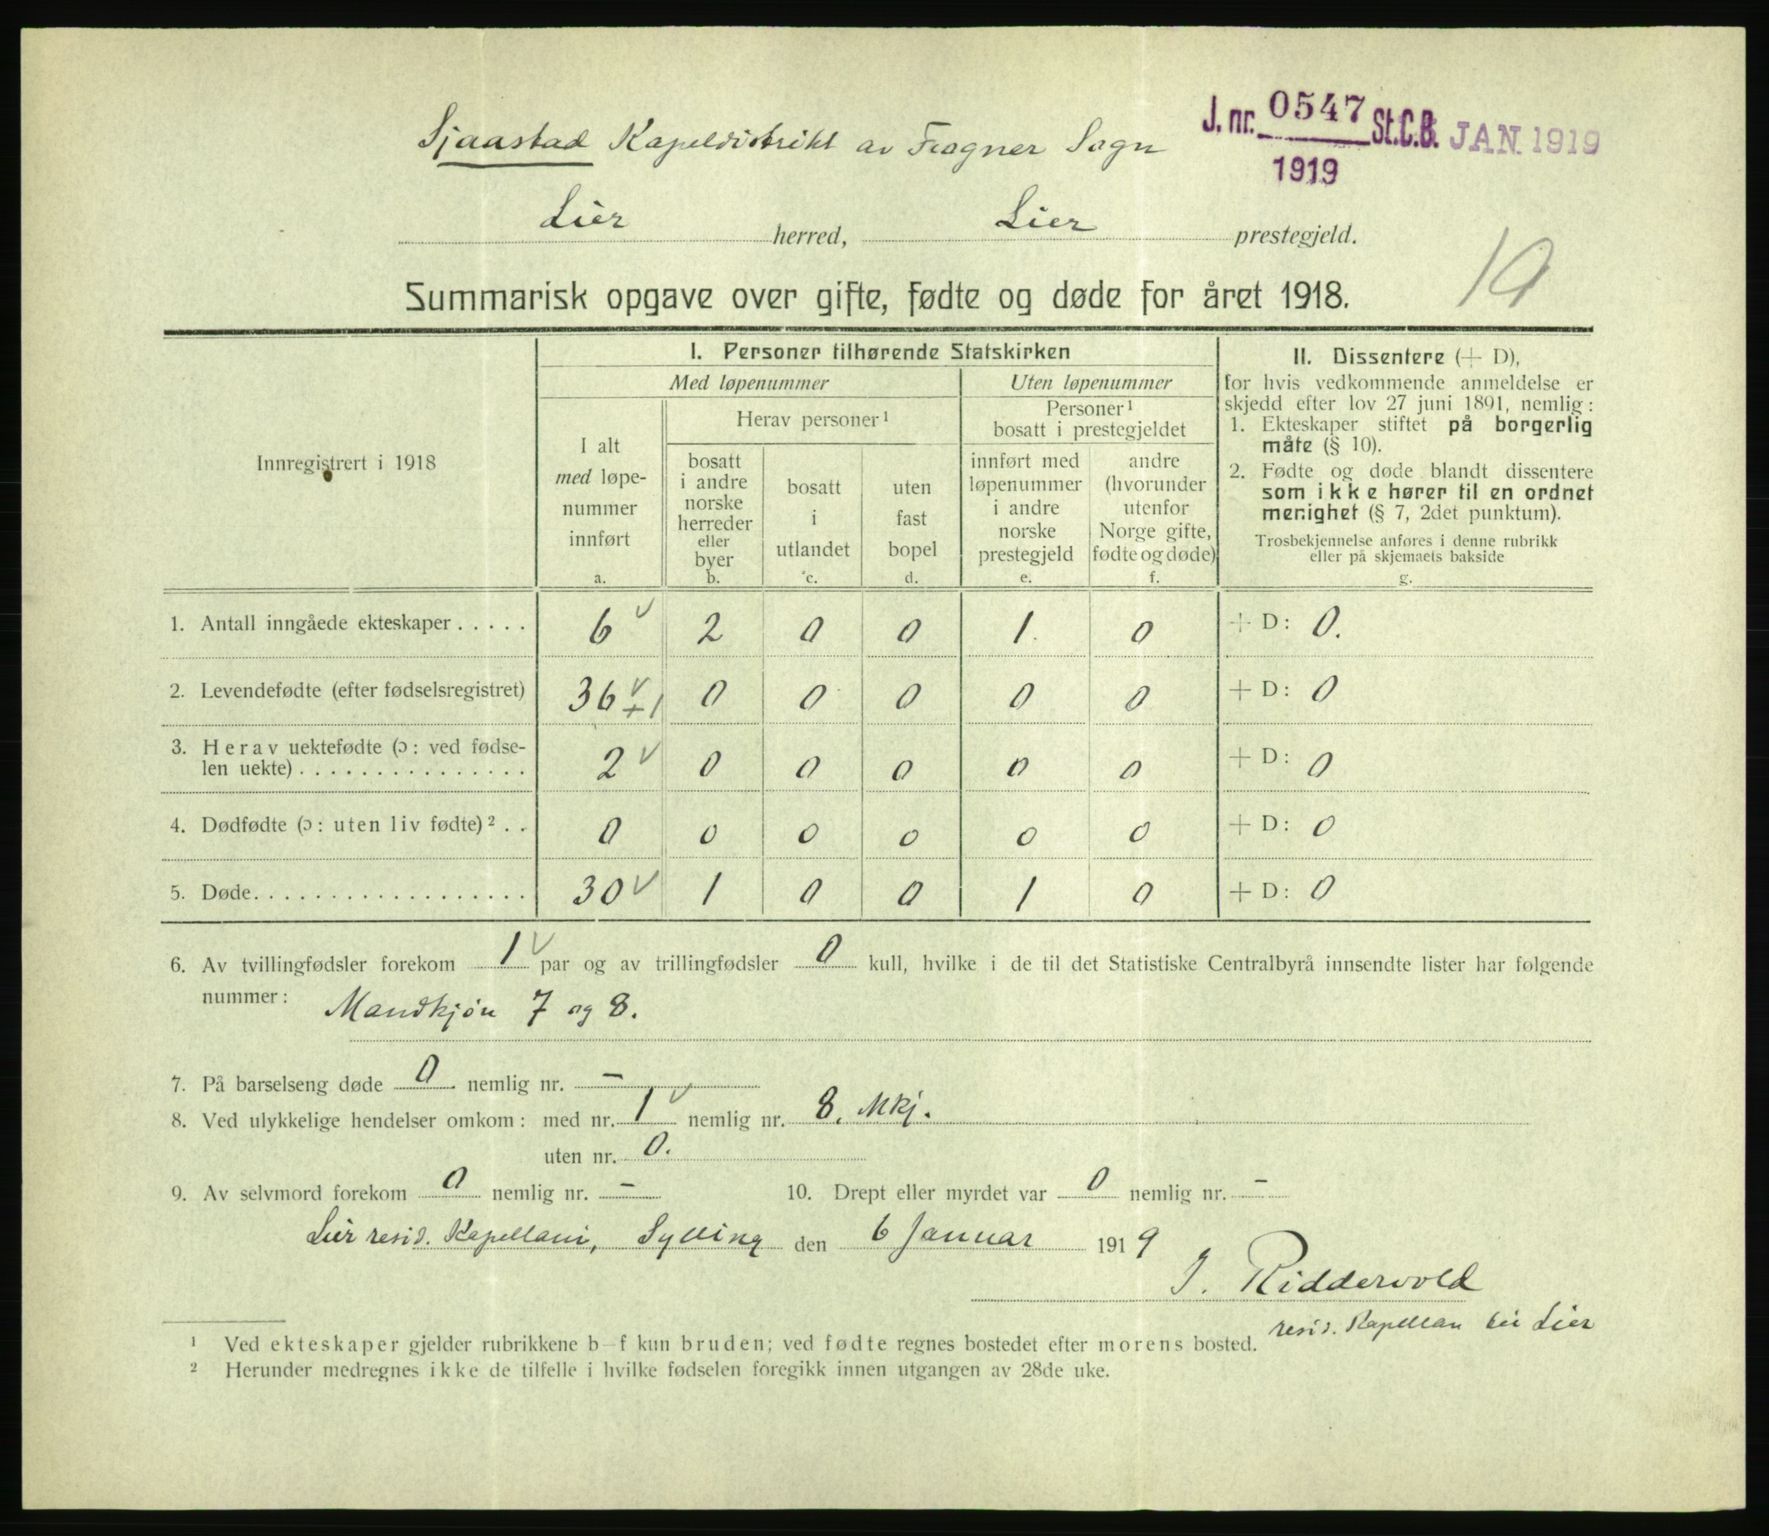 Sjaastad Kapeldistrikt av Frogner Sogn
J. nr. 0547 St.C.B. JAN 1919
1919
Lier herred, Lier prestegjeld.
19
Summarisk opgave over gifte, fødte og døde for året 1918.
Innregistrert i 1918
I. Personer tilhørende Statskirken
Med løpenummer
Uten løpenummer
I alt
med løpe-
nummer
innført
a.
Herav personer¹
bosatt
i andre
norske
herreder
eller
byer
b.
bosatt
i
utlandet
c.
uten
fast
bopel
d.
Personer¹
bosatt i prestegjeldet
innført med
løpenummer
i andre
norske
prestegjeld
e.
andre
(hvorunder
utenfor
Norge gifte,
fødte og døde)
f.
II. Dissentere (+ D),
for hvis vedkommende anmeldelse er
skjedd efter lov 27 juni 1891, nemlig:
1. Ekteskaper stiftet på borgerlig
måte (§ 10).
2. Fødte og døde blandt dissentere
som ikke hører til en ordnet
menighet (§ 7, 2det punktum).
Trosbekjennelse anføres i denne rubrikk
eller på skjemaets bakside
g.
1. Antall inngåede ekteskaper . . . . . 6 √ 2 0 0 1. 0 + D: 0.
2. Levendefødte (efter fødselsregistret) 36 √ +1 0 0 0 0 0 + D: 0
3. Herav uektefødte (ɔ: ved fødse-
len uekte) . . . . . . . . . . . . . . . 2 √ 0 0 0 0 0 + D: 0
4. Dødfødte (ɔ: uten liv fødte)² . . 0 0 0 0 0 0 + D: 0
5. Døde. . . . . . . . . . . . . . . . . . 30 √ 1 0 0 1 0 + D: 0
6. Av tvillingfødsler forekom 1 √ par og av trillingfødsler 0 kull, hvilke i de til det Statistiske Centralbyrå innsendte lister har følgende
nummer: Mandkjøn 7 og 8.
7. På barselseng døde 0 nemlig nr. –
8. Ved ulykkelige hendelser omkom: med nr. 1 √ nemlig nr. 8. Mkj.
uten nr. 0.
9. Av selvmord forekom 0 nemlig nr. – 10. Drept eller myrdet var 0 nemlig nr. –
Lier resid. Kapellani, Sylling den 6 Januar 1919
J. Riddervold
resid. Kapellan til Lier
¹ Ved ekteskaper gjelder rubrikkene b–f kun bruden; ved fødte regnes bostedet efter morens bosted.
² Herunder medregnes ikke de tilfelle i hvilke fødselen foregikk innen utgangen av 28de uke.